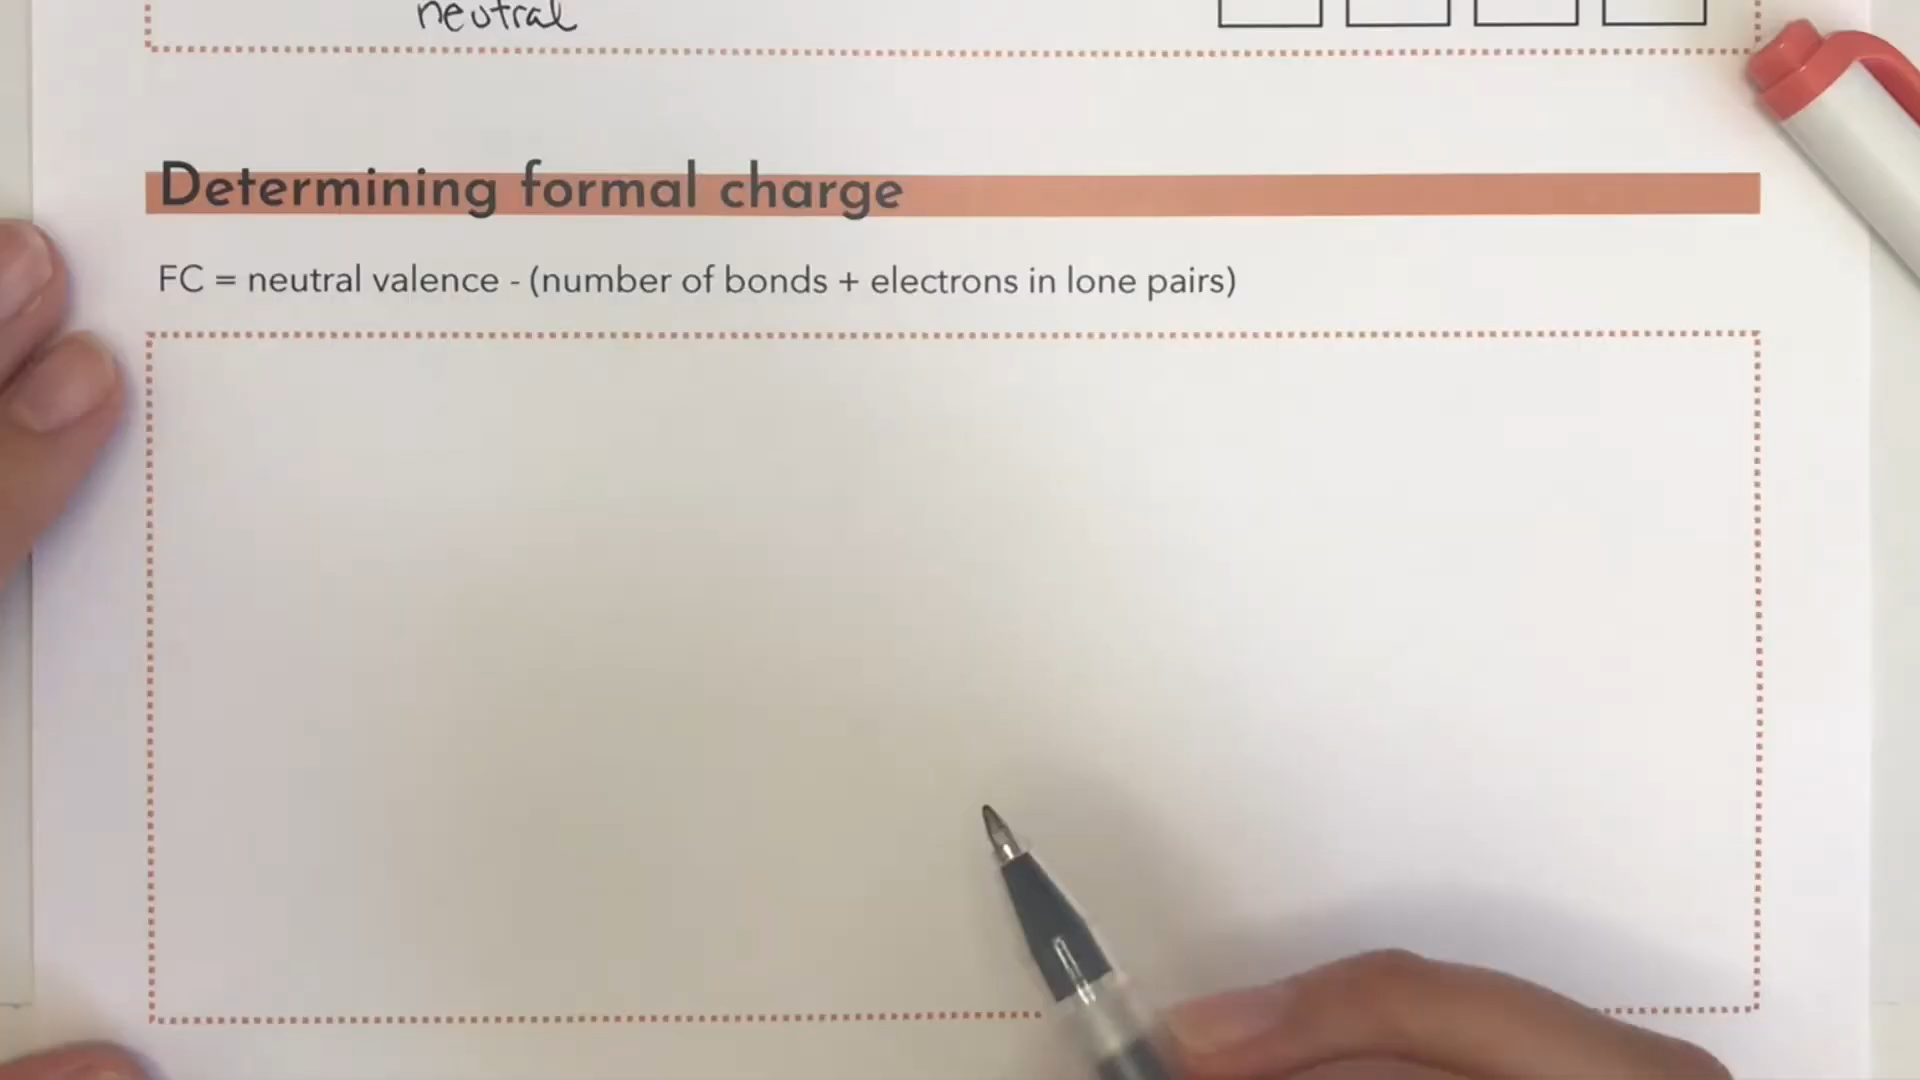 neutral
Determining formal charge
FC = neutral valence - (number of bonds + electrons in lone pairs)